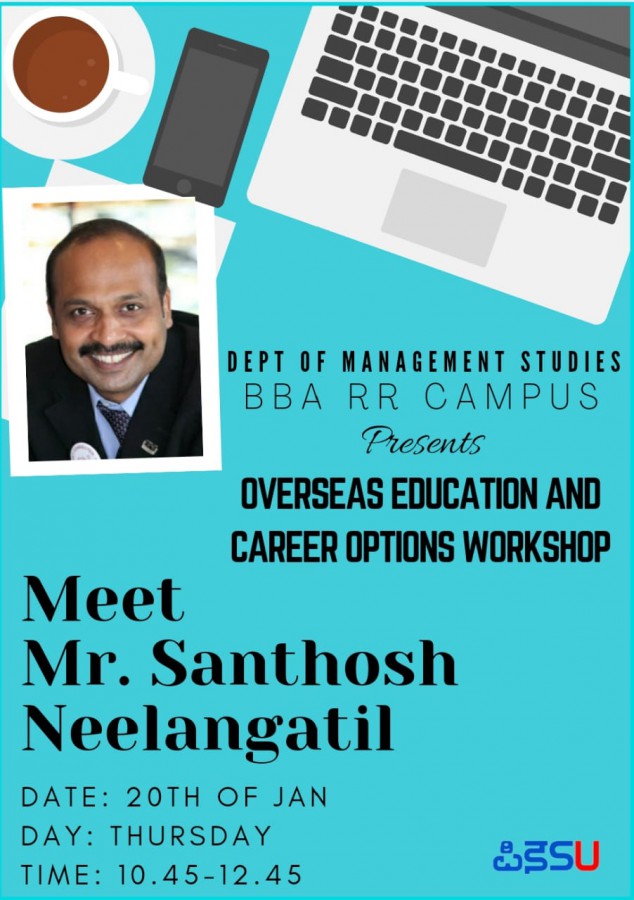 DEPT OF MANAGEMENT STUDIES
BBA RR CAMPUS
Presents
OVERSEAS EDUCATION AND
CAREER OPTIONS WORKSHOP
Meet
Mr. Santhosh
Neelangatil
DATE: 20TH OF JAN
DAY: THURSDAY
TIME: 10.45-12.45